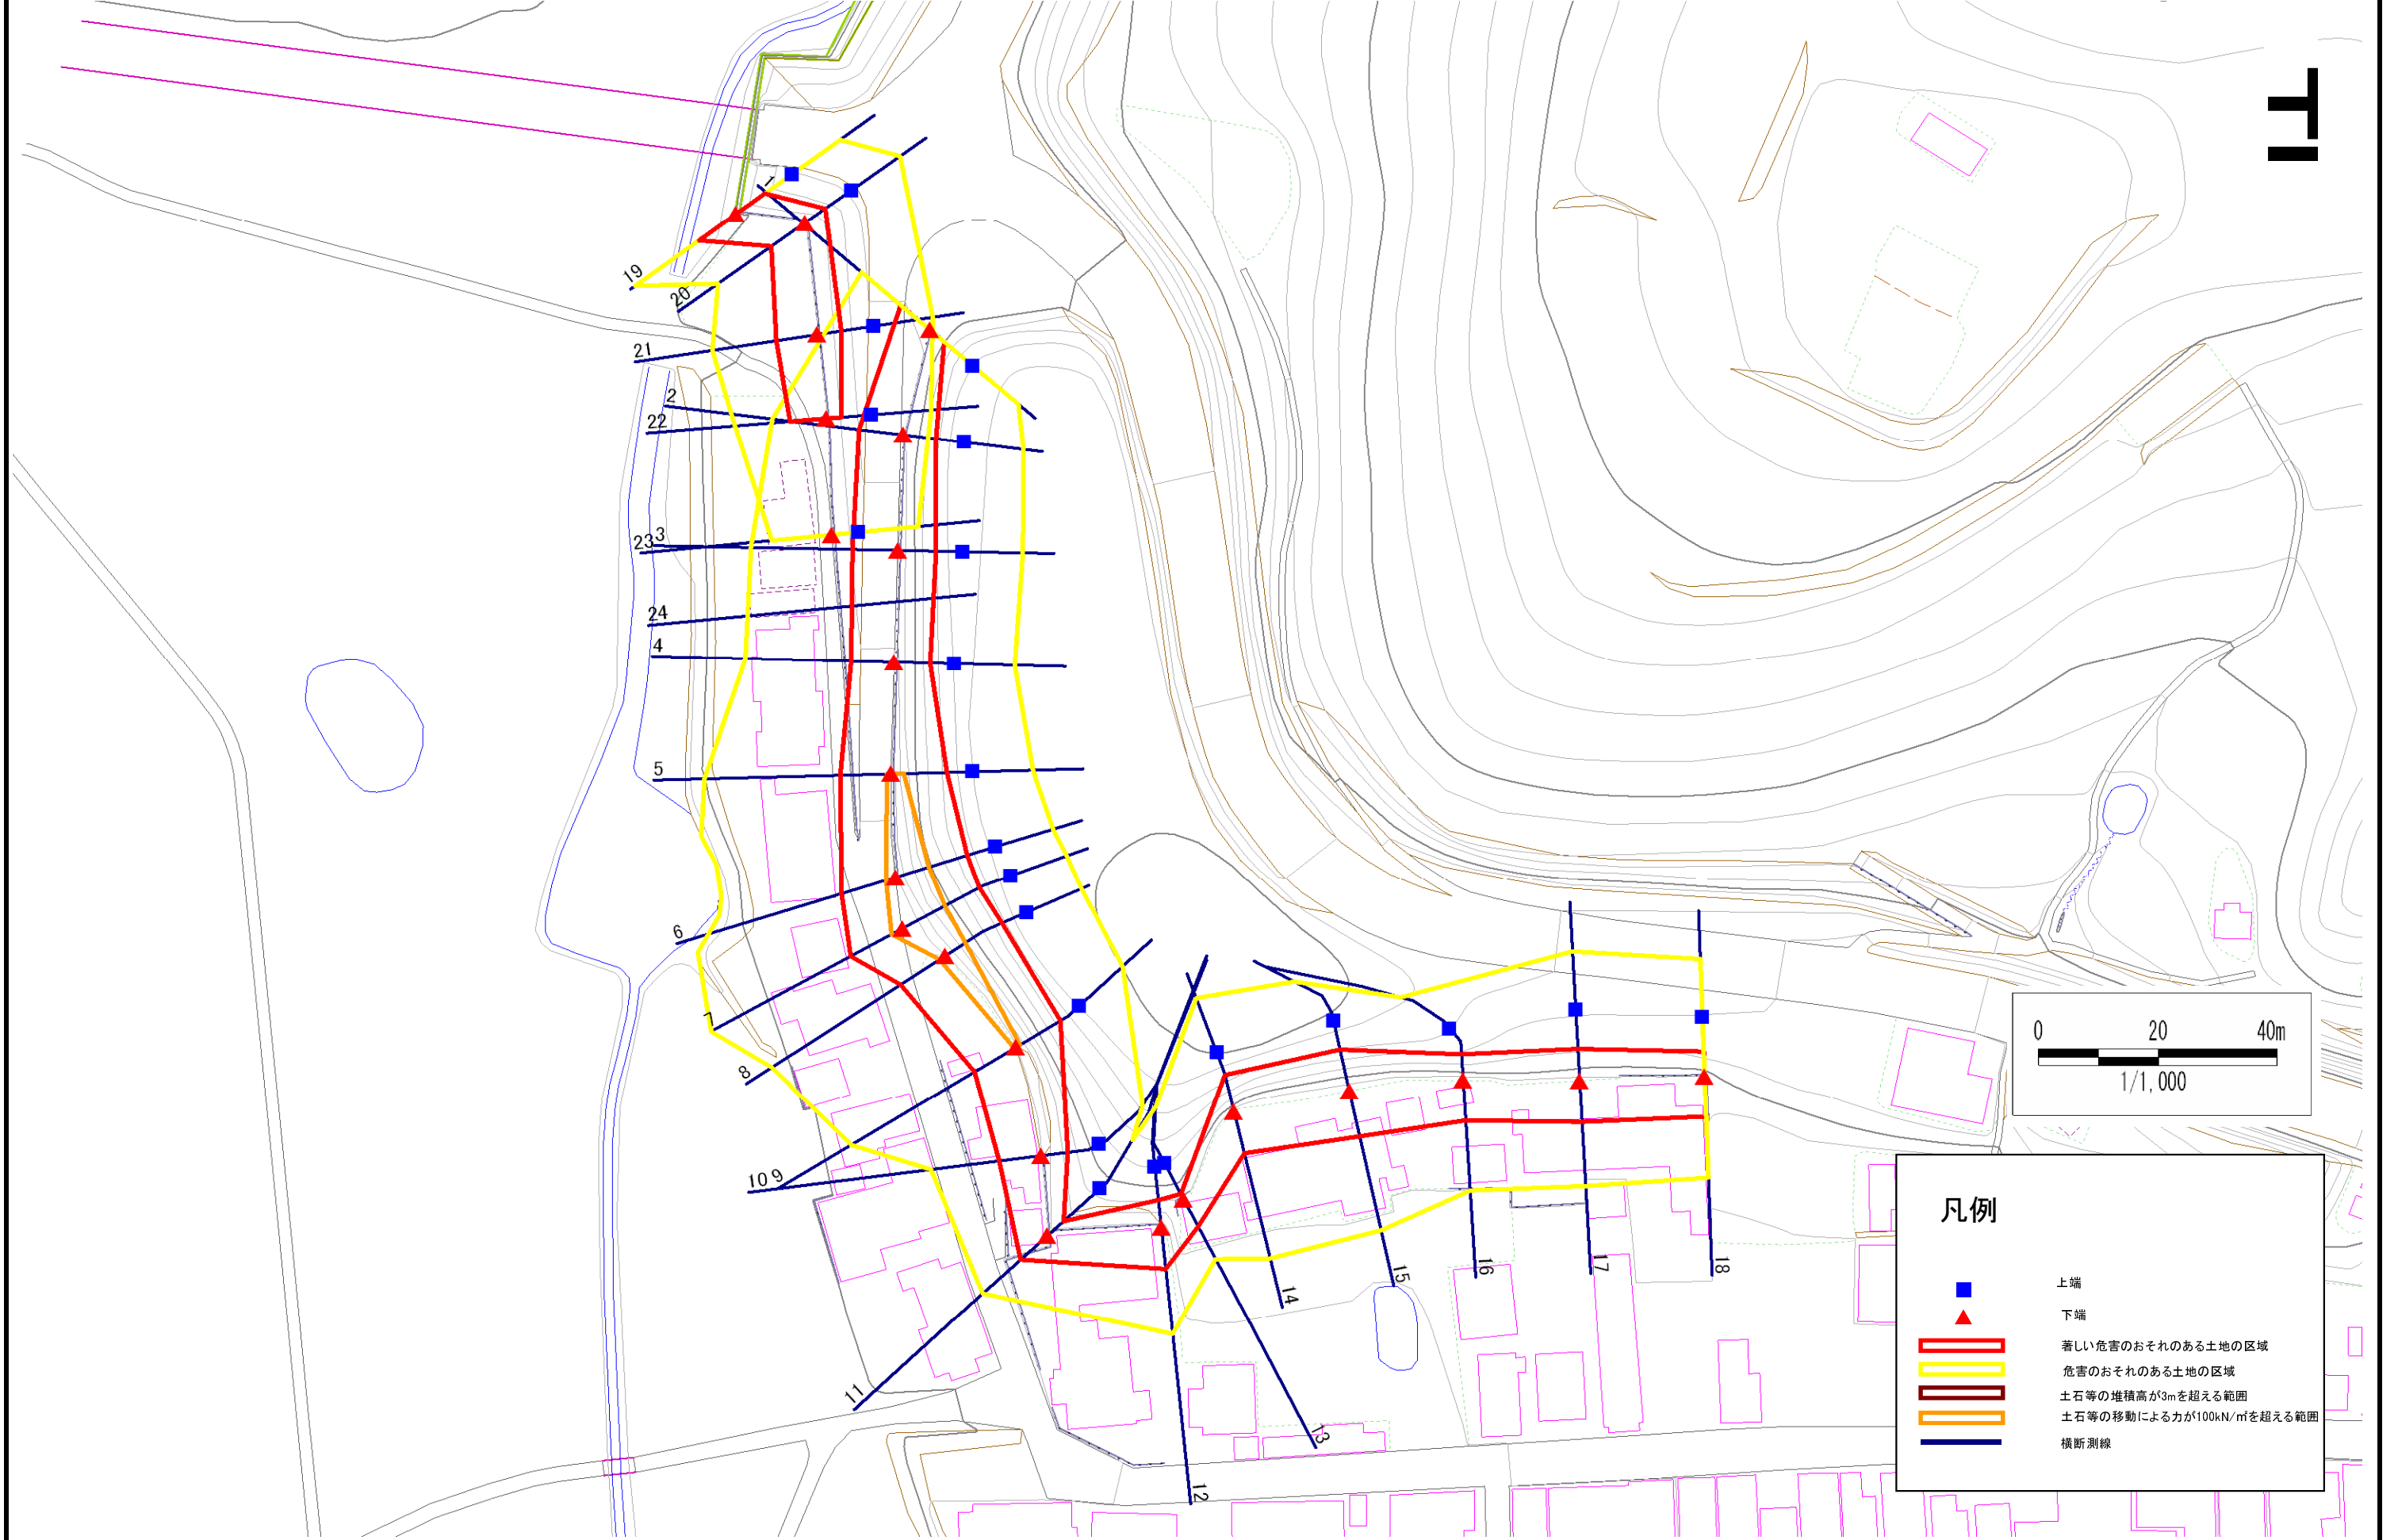 1
19
20
21
2
22
23 3
24
4
5
6
7
8
10 9
11
12
13
14
15
16
17
18
0 20 40m
1/1,000
凡例
上端
下端
著しい危害のおそれのある土地の区域
危害のおそれのある土地の区域
土石等の堆積高が3mを超える範囲
土石等の移動による力が100kN/㎡を超える範囲
横断測線